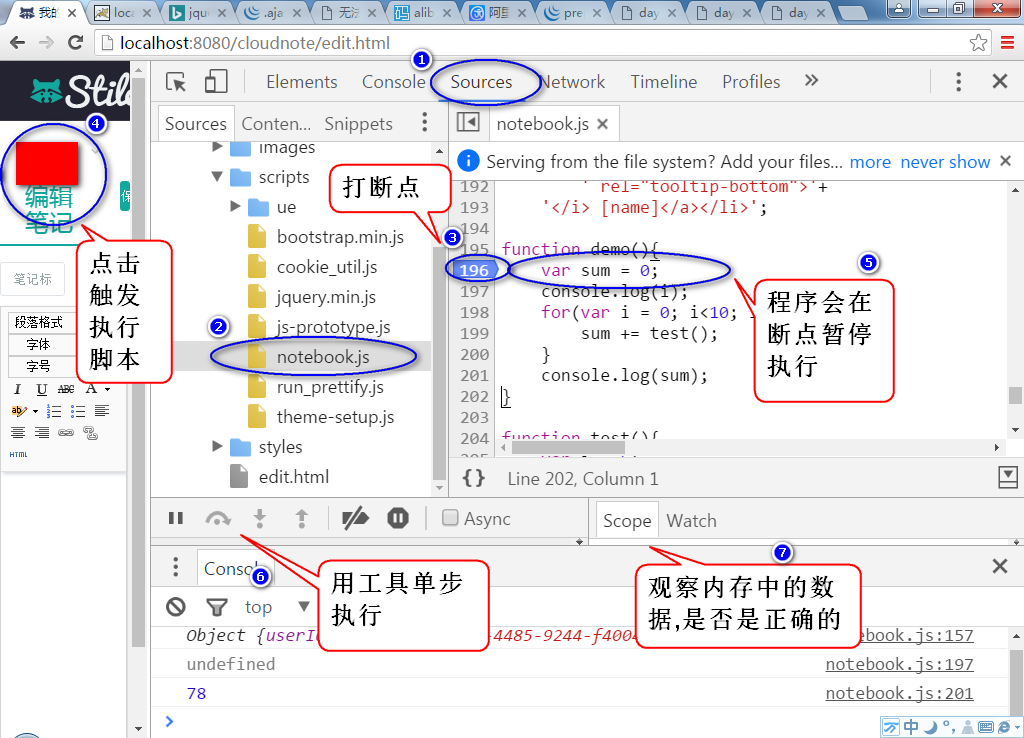 我的
loca
jqu
.aja
无法
alib
阿里
pre
day
day
day
localhost:8080/cloudnote/edit.html
1
Elements Console Sources Network Timeline Profiles
4
编辑
笔记
保
点击
触发
执行
脚本
笔记标
段落格式
字体
字号
I U ABC A
ab
HTML
Sources Conten... Snippets
images
scripts
ue
bootstrap.min.js
cookie_util.js
jquery.min.js
js-prototype.js
2
notebook.js
run_prettify.js
theme-setup.js
styles
edit.html
打断点
3
notebook.js
Serving from the file system? Add your files... more never show
192 ' rel="tooltip-bottom">'+
193 '</i> [name]</a></li>';
194
195 function demo(){
196 var sum = 0;
197 console.log(i);
198 for(var i = 0; i<10;
199 sum += test();
200 }
201 console.log(sum);
202 }
203
204 function test(){
5
程序会在
断点暂停
执行
{} Line 202, Column 1
Async
Scope Watch
6
用工具单步
执行
7
观察内存中的数
据,是否是正确的
top
Object {userI
-4485-9244-f4004
ebook.js:157
undefined notebook.js:197
78 notebook.js:201
中